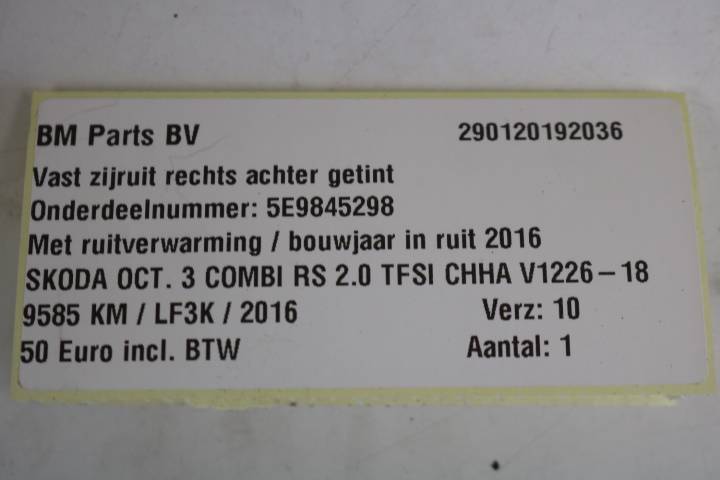 BM Parts BV 290120192036
Vast zijruit rechts achter getint
Onderdeelnummer: 5E9845298
Met ruitverwarming / bouwjaar in ruit 2016
SKODA OCT. 3 COMBI RS 2.0 TFSI CHHA V1226-18
9585 KM / LF3K / 2016 Verz: 10
50 Euro incl. BTW Aantal: 1